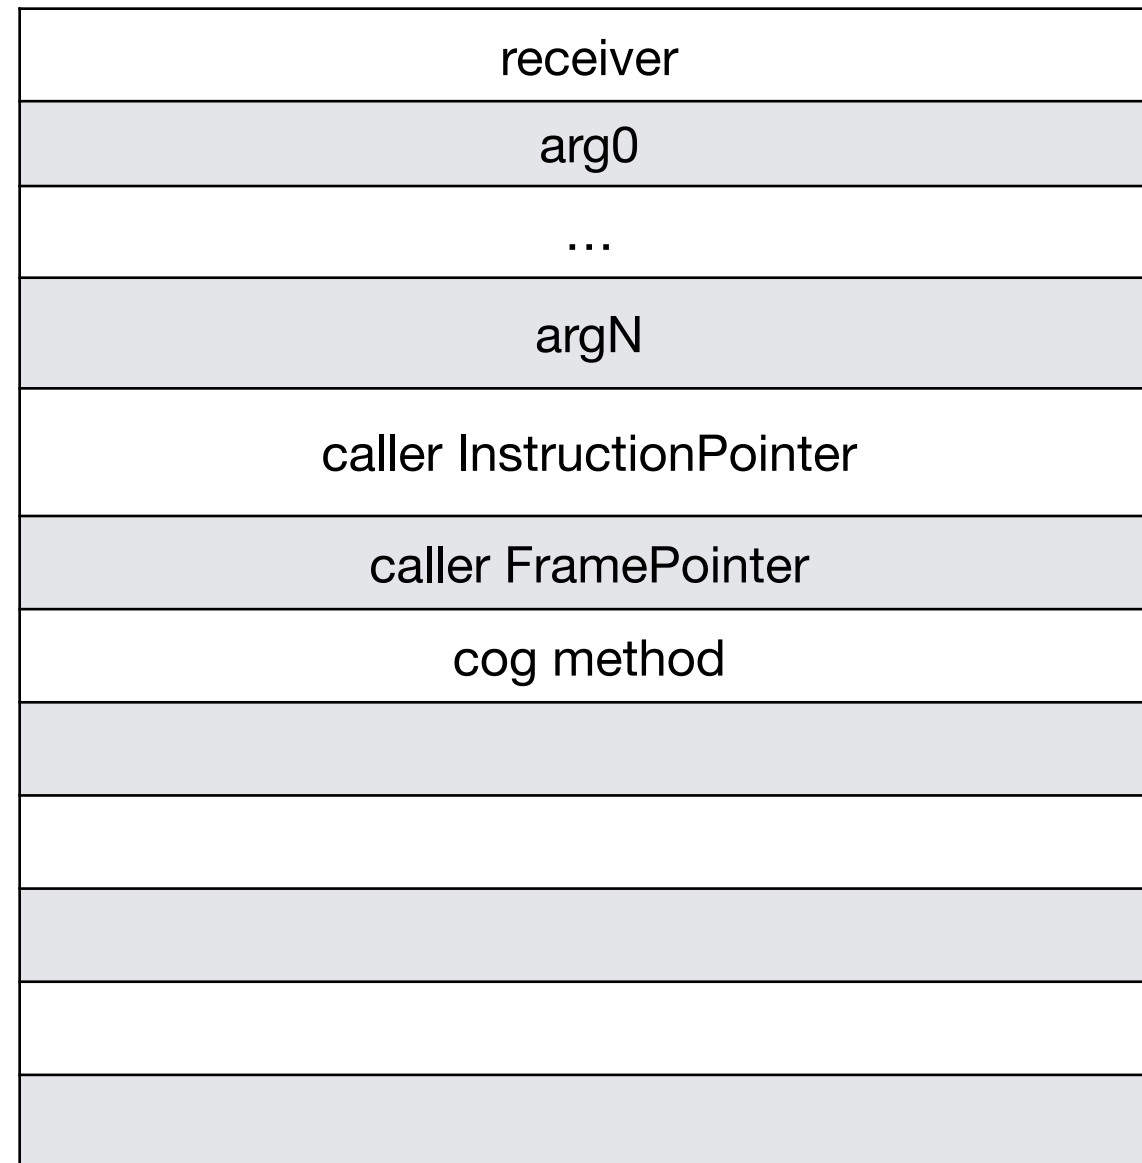 receiver
arg0
…
argN
caller InstructionPointer
caller FramePointer
cog method